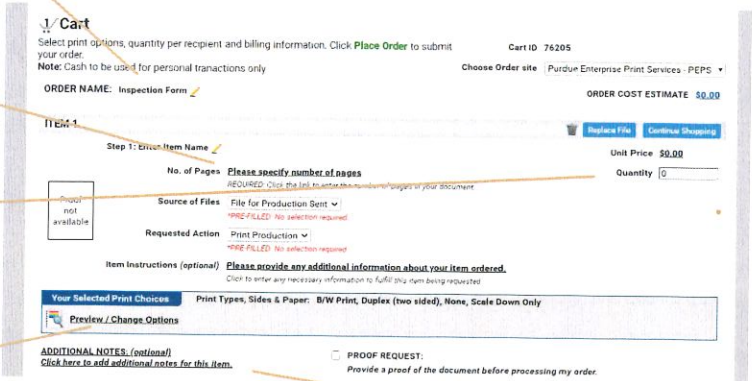 1/ Cart
Select print options, quantity per recipient and billing information. Click Place Order to submit your order.
Cart ID 76205
Note: Cash to be used for personal tranactions only
Choose Order site Purdue Enterprise Print Services - PEPS
ORDER NAME: Inspection Form
ORDER COST ESTIMATE $0.00
ITEM 1
Replace File Continue Shopping
Step 1: Enter Item Name
Unit Price $0.00
No. of Pages Please specify number of pages
Quantity 0
REQUIRED: Click the link to enter the number of pages of your document
Proof not available
Source of Files File for Production Sent
*PRE-FILLED: No selection required
Requested Action Print Production
*PRE-FILLED: No selection required
Item Instructions (optional) Please provide any additional information about your item ordered.
Click to enter any necessary information to fulfill this item being requested
Your Selected Print Choices Print Types, Sides & Paper: B/W Print, Duplex (two sided), None, Scale Down Only
Preview / Change Options
ADDITIONAL NOTES: (optional)
Click here to add additional notes for this item.
PROOF REQUEST:
Provide a proof of the document before processing my order.